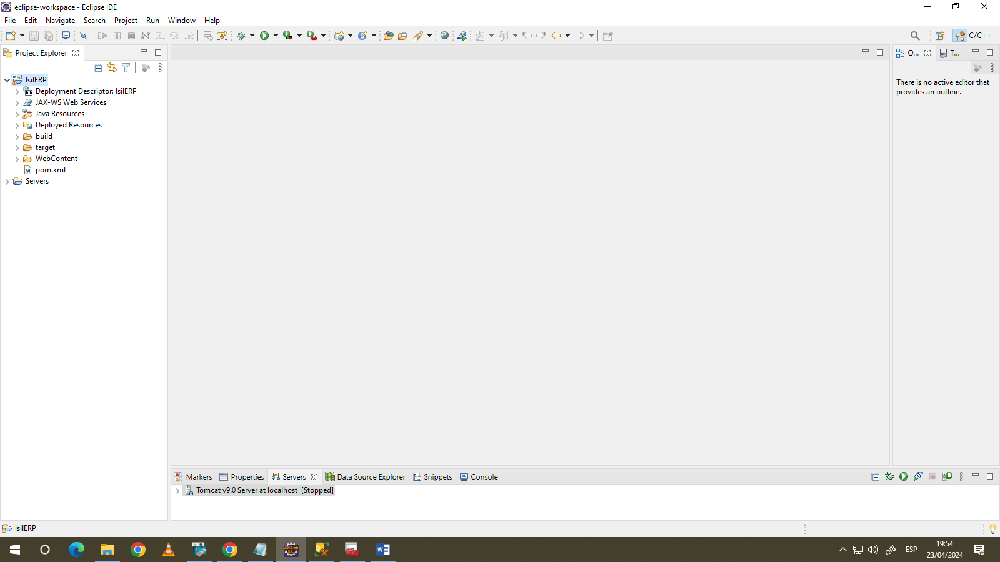 eclipse-workspace - Eclipse IDE
File Edit Navigate Search Project Run Window Help
C/C++
Project Explorer
O...
T...
IsilERP
Deployment Descriptor: IsilERP
JAX-WS Web Services
Java Resources
Deployed Resources
build
target
WebContent
pom.xml
Servers
There is no active editor that
provides an outline.
Markers Properties Servers Data Source Explorer Snippets Console
Tomcat v9.0 Server at localhost [Stopped]
IsilERP
ESP
19:54
23/04/2024